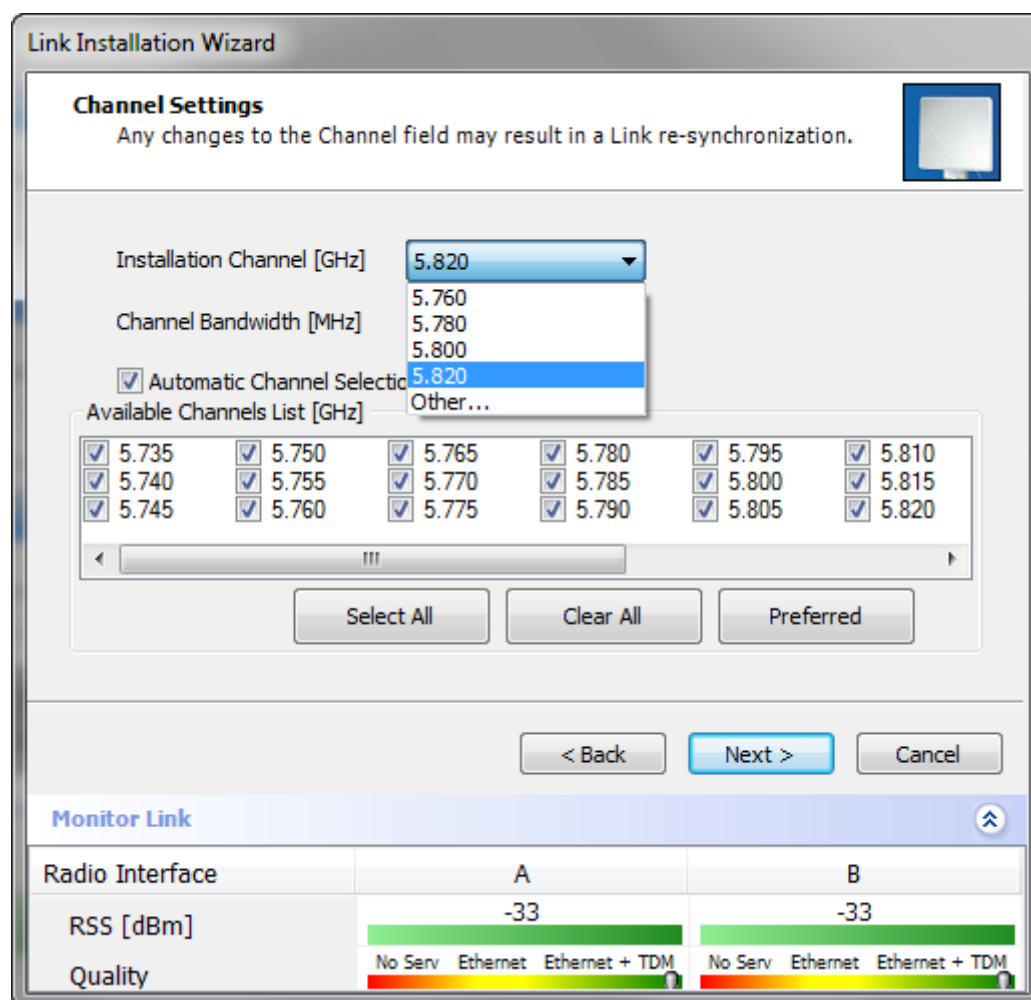 Link Installation Wizard
Channel Settings
Any changes to the Channel field may result in a Link re-synchronization.
Installation Channel [GHz] 5.820
5.760
Channel Bandwidth [MHz] 5.780
5.800
Automatic Channel Selectio 5.820
Other...
Available Channels List [GHz]
5.735 5.750 5.765 5.780 5.795 5.810
5.740 5.755 5.770 5.785 5.800 5.815
5.745 5.760 5.775 5.790 5.805 5.820
Select All Clear All Preferred
< Back Next > Cancel
Monitor Link
Radio Interface A B
RSS [dBm] -33 -33
Quality No Serv Ethernet Ethernet + TDM No Serv Ethernet Ethernet + TDM